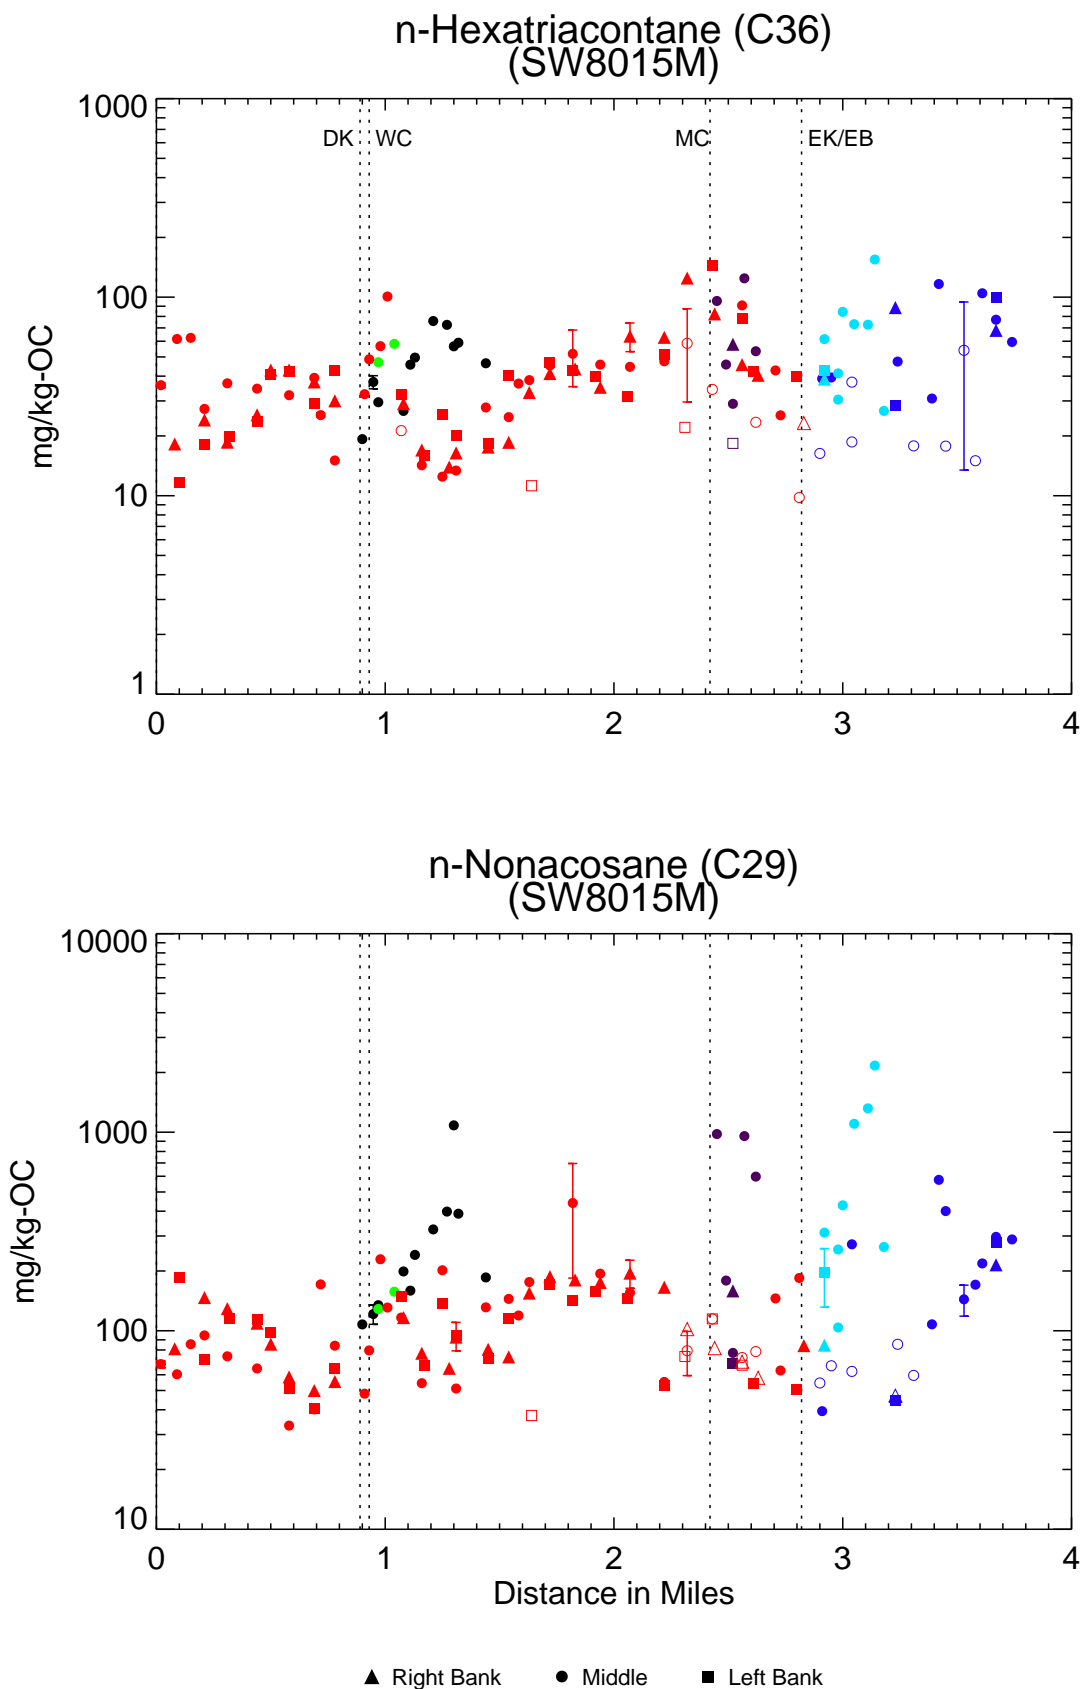 n-Hexatriacontane (C36)
(SW8015M)
1000
DK WC MC EK/EB
100
mg/kg-OC
10
1
0 1 2 3 4
n-Nonacosane (C29)
(SW8015M)
10000
1000
mg/kg-OC
100
10
0 1 2 3 4
Distance in Miles
Right Bank Middle Left Bank